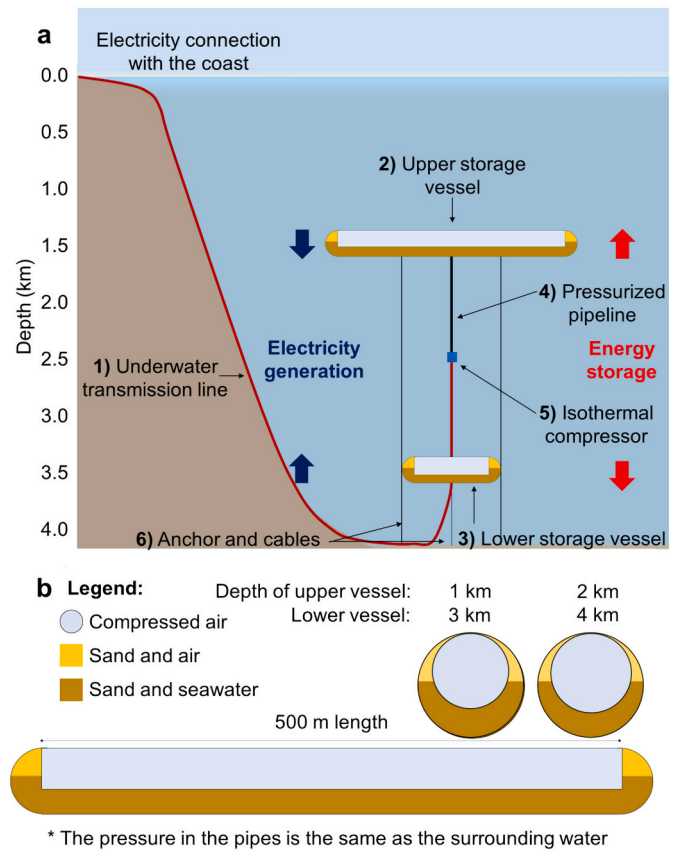 a
Electricity connection
with the coast
0.0
0.5
1.0
1.5
2.0
2.5
3.0
3.5
4.0
Depth (km)
2) Upper storage
vessel
4) Pressurized
pipeline
1) Underwater
transmission line
Electricity
generation
Energy
storage
5) Isothermal
compressor
6) Anchor and cables
3) Lower storage vessel
b
Legend:
Compressed air
Sand and air
Sand and seawater
Depth of upper vessel: 1 km 2 km
Lower vessel: 3 km 4 km
500 m length
* The pressure in the pipes is the same as the surrounding water